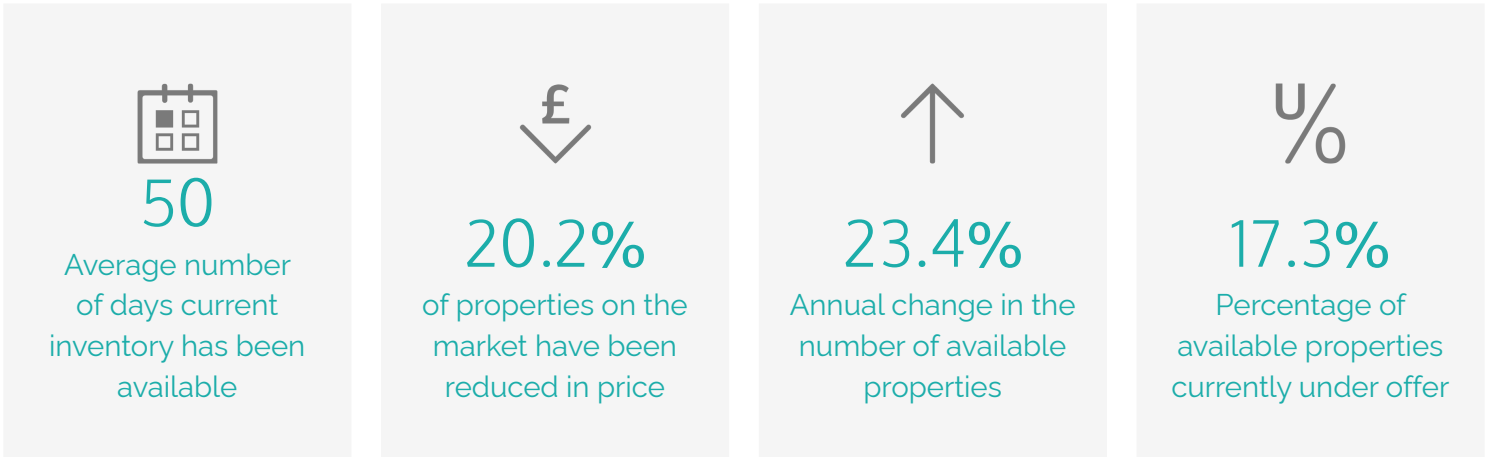 50
Average number
of days current
inventory has been
available
£
20.2%
of properties on the
market have been
reduced in price
23.4%
Annual change in the
number of available
properties
U%
17.3%
Percentage of
available properties
currently under offer